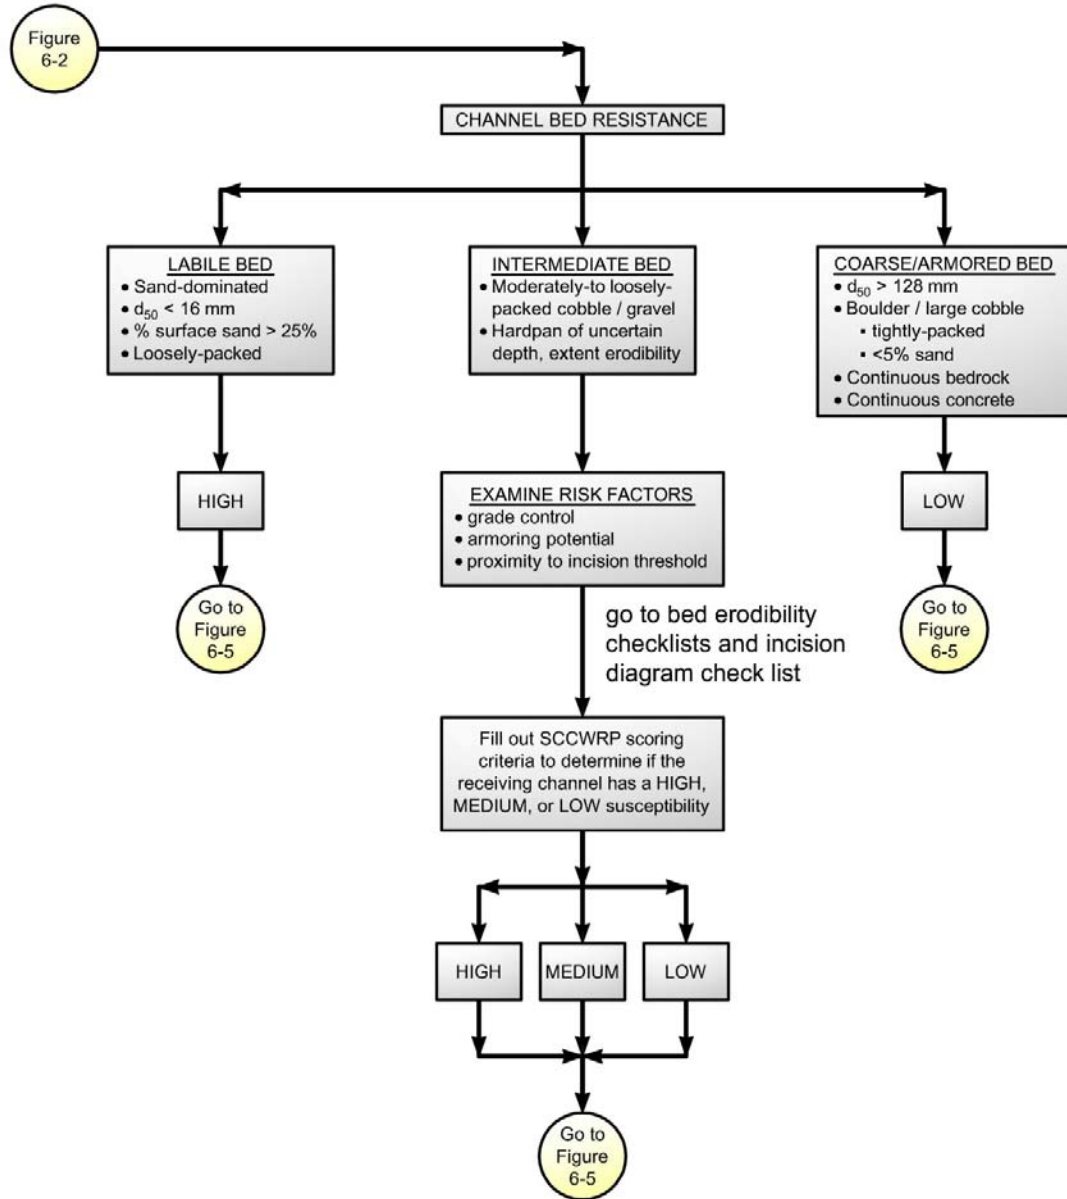 Figure
6-2
CHANNEL BED RESISTANCE
LABILE BED
• Sand-dominated
• d₅₀ < 16 mm
• % surface sand > 25%
• Loosely-packed
INTERMEDIATE BED
• Moderately-to loosely-
packed cobble / gravel
• Hardpan of uncertain
depth, extent erodibility
COARSE/ARMORED BED
• d₅₀ > 128 mm
• Boulder / large cobble
▪ tightly-packed
▪ <5% sand
• Continuous bedrock
• Continuous concrete
HIGH
EXAMINE RISK FACTORS
• grade control
• armoring potential
• proximity to incision threshold
LOW
Go to
Figure
6-5
go to bed erodibility
checklists and incision
diagram check list
Go to
Figure
6-5
Fill out SCCWRP scoring
criteria to determine if the
receiving channel has a HIGH,
MEDIUM, or LOW susceptibility
HIGH
MEDIUM
LOW
Go to
Figure
6-5